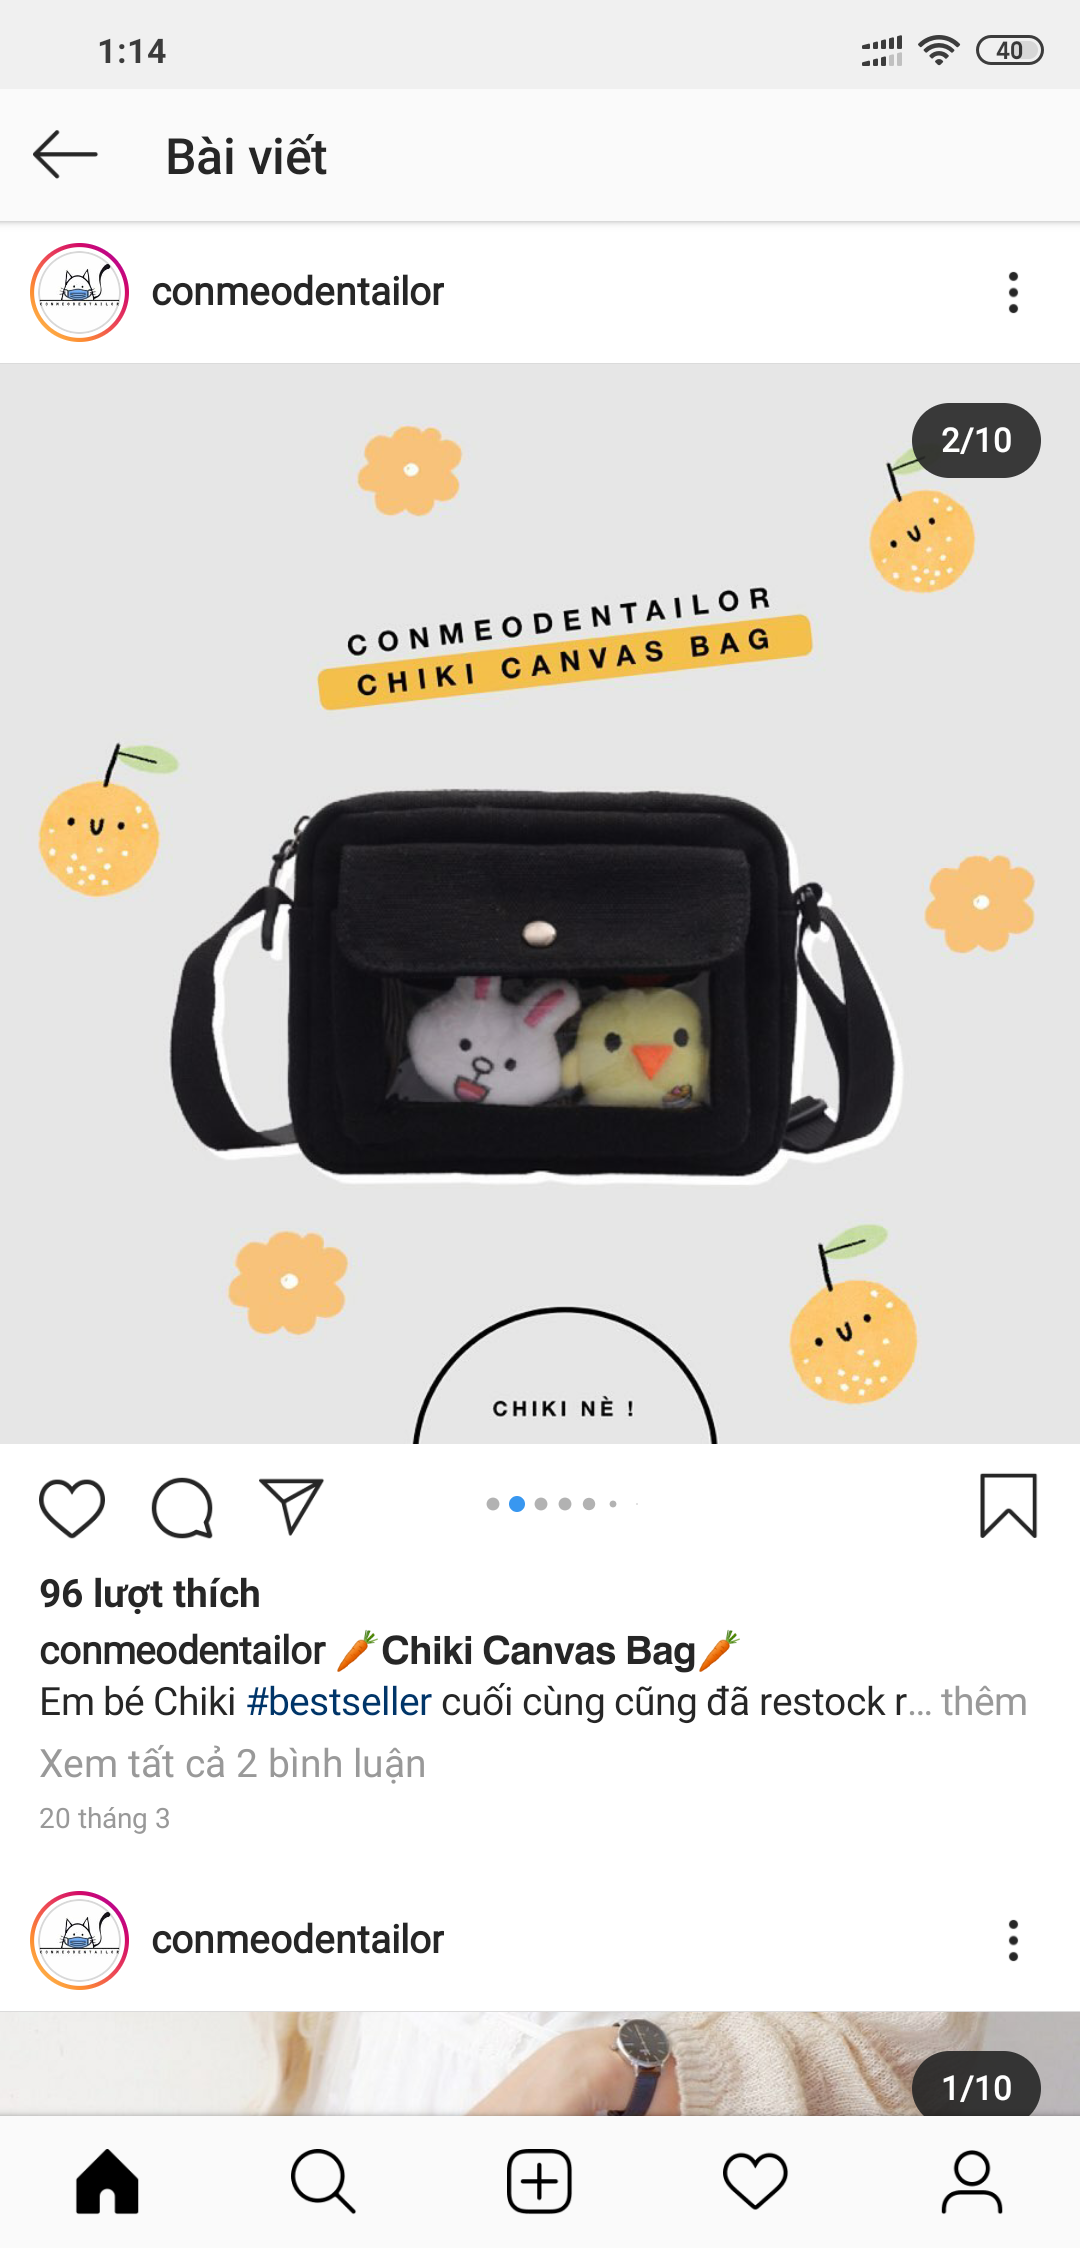 1:14
40
Bài viết
conmeodentailor
2/10
CONMEODENTAILOR
CHIKI CANVAS BAG
CHIKI NÈ !
96 lượt thích
conmeodentailor 🥕Chiki Canvas Bag🥕
Em bé Chiki #bestseller cuối cùng cũng đã restock r... thêm
Xem tất cả 2 bình luận
20 tháng 3
conmeodentailor
1/10